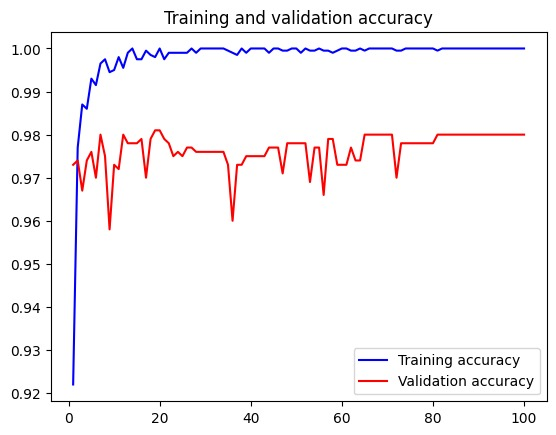 Training and validation accuracy
1.00
0.99
0.98
0.97
0.96
0.95
0.94
0.93
0.92
Training accuracy
Validation accuracy
0 20 40 60 80 100